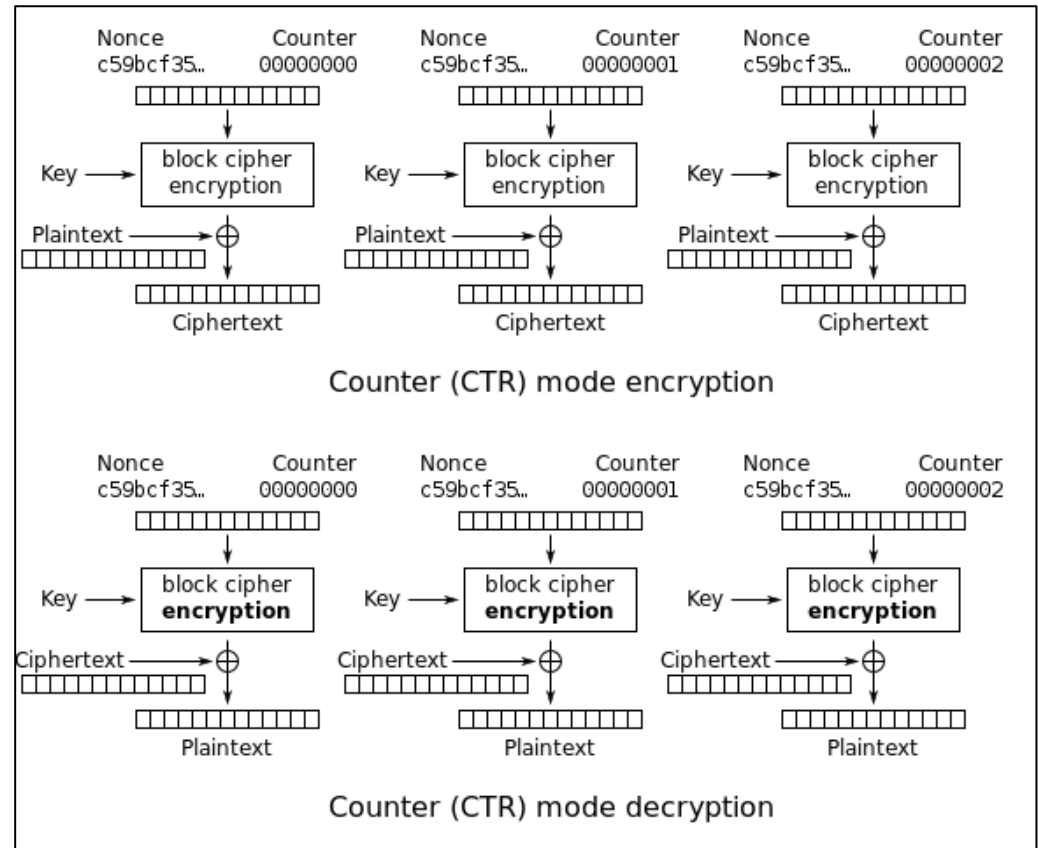 Nonce Counter Nonce Counter Nonce Counter
c59bcf35… 00000000 c59bcf35… 00000001 c59bcf35… 00000002
block cipher block cipher block cipher
Key encryption Key encryption Key encryption
Plaintext Plaintext Plaintext
Ciphertext Ciphertext Ciphertext
Counter (CTR) mode encryption
Nonce Counter Nonce Counter Nonce Counter
c59bcf35… 00000000 c59bcf35… 00000001 c59bcf35… 00000002
block cipher block cipher block cipher
Key encryption Key encryption Key encryption
Ciphertext Ciphertext Ciphertext
Plaintext Plaintext Plaintext
Counter (CTR) mode decryption